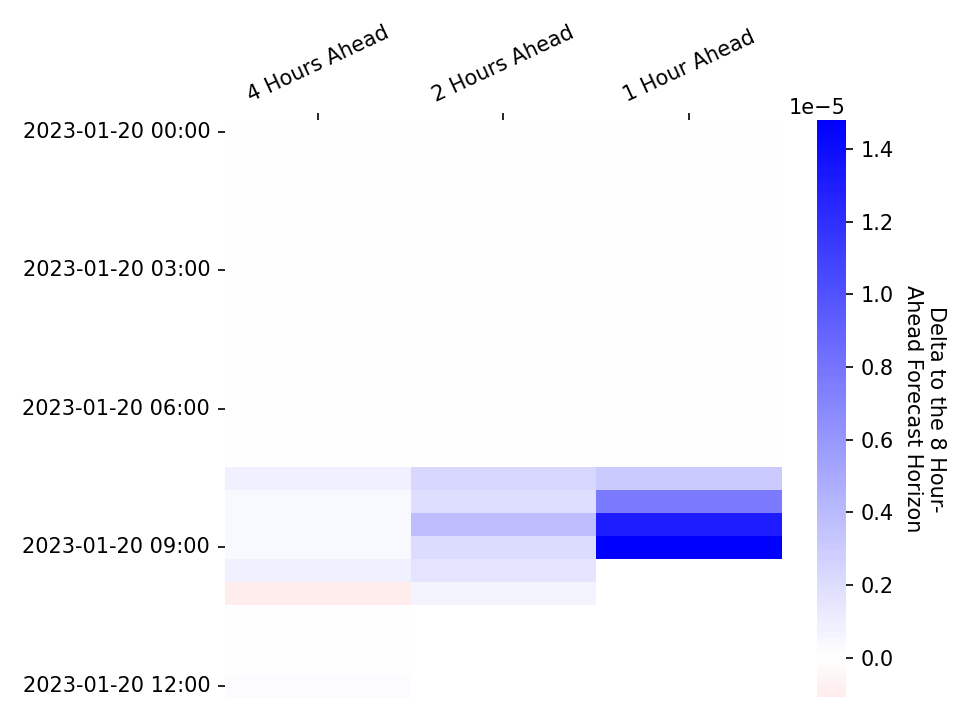 4 Hours Ahead
2 Hours Ahead
1 Hour Ahead
1e−5
2023-01-20 00:00
2023-01-20 03:00
2023-01-20 06:00
2023-01-20 09:00
2023-01-20 12:00
1.4
1.2
1.0
0.8
0.6
0.4
0.2
0.0
Delta to the 8 Hour-
Ahead Forecast Horizon